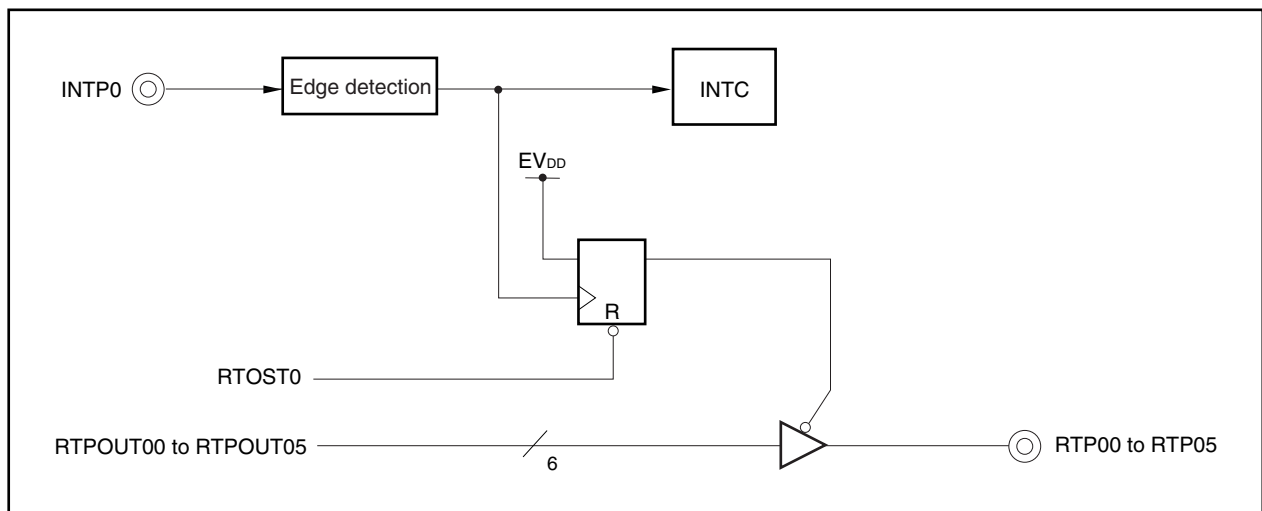 INTP0
Edge detection
INTC
EVDD
R
RTOST0
RTPOUT00 to RTPOUT05
6
RTP00 to RTP05